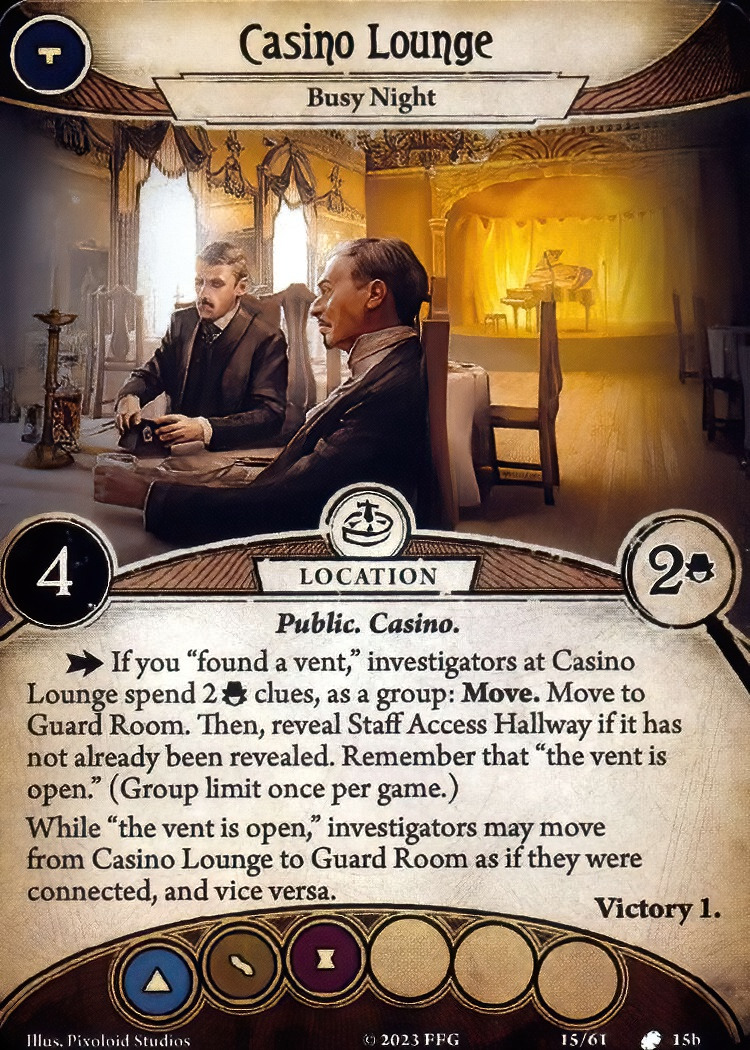 Casino Lounge
Busy Night
4
2
LOCATION
Public. Casino.
If you “found a vent,” investigators at Casino
Lounge spend 2 clues, as a group: Move. Move to
Guard Room. Then, reveal Staff Access Hallway if it has
not already been revealed. Remember that “the vent is
open.” (Group limit once per game.)
While “the vent is open,” investigators may move
from Casino Lounge to Guard Room as if they were
connected, and vice versa.
Victory 1.
Illus. Pixoloid Studios
© 2023 FFG
15/61
15b